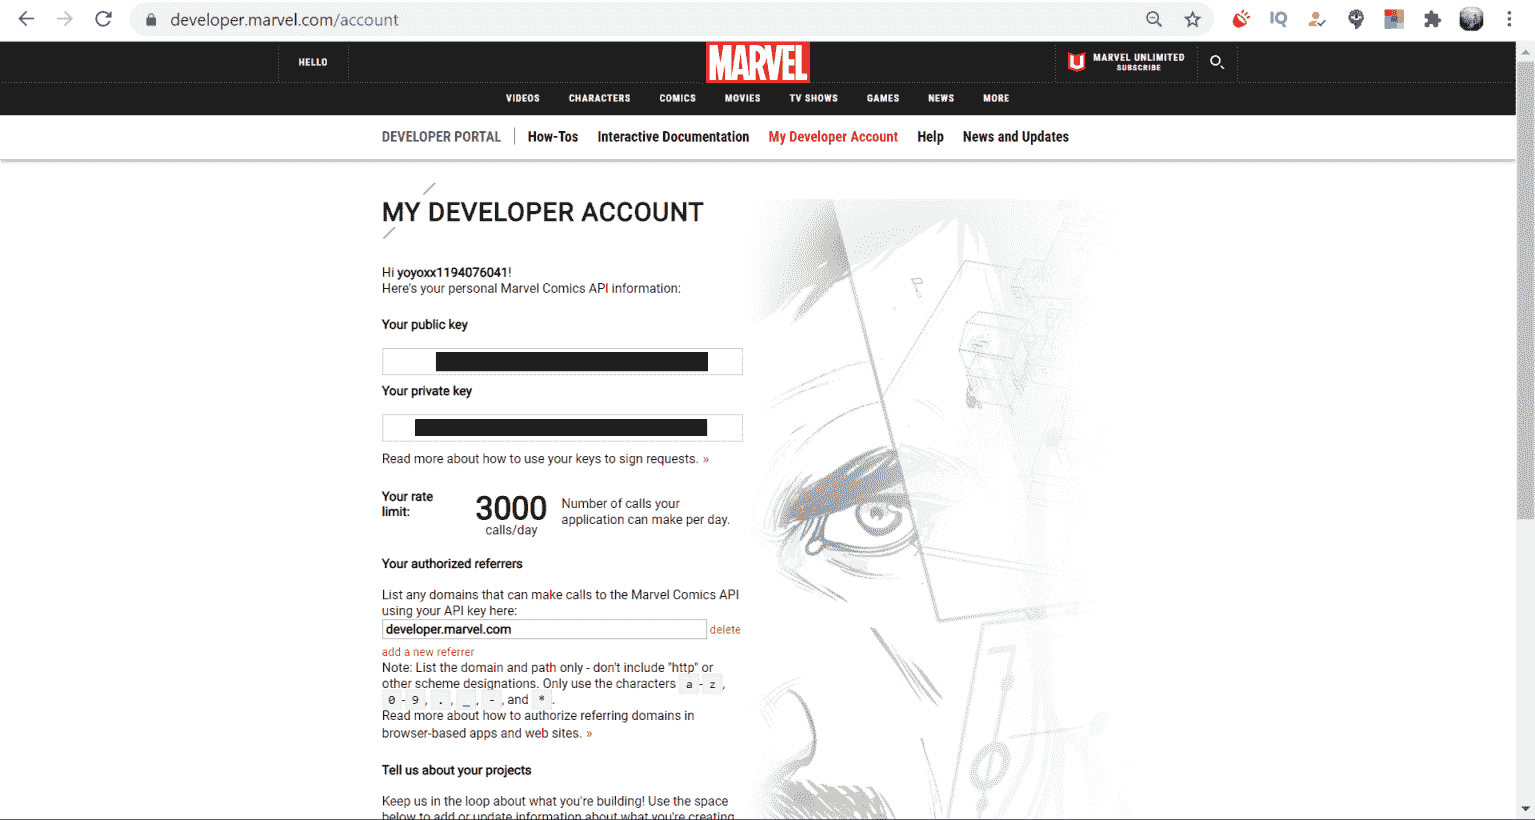 developer.marvel.com/account
IQ
HELLO
MARVEL
MARVEL UNLIMITED
SUBSCRIBE
VIDEOS CHARACTERS COMICS MOVIES TV SHOWS GAMES NEWS MORE
DEVELOPER PORTAL How-Tos Interactive Documentation My Developer Account Help News and Updates
MY DEVELOPER ACCOUNT
Hi yoyoxx1194076041!
Here's your personal Marvel Comics API information:
Your public key
Your private key
Read more about how to use your keys to sign requests. »
Your rate
limit:
3000
calls/day
Number of calls your
application can make per day.
Your authorized referrers
List any domains that can make calls to the Marvel Comics API
using your API key here:
developer.marvel.com delete
add a new referrer
Note: List the domain and path only - don't include "http" or
other scheme designations. Only use the characters a - z ,
0 - 9 , . , _ , - , and * .
Read more about how to authorize referring domains in
browser-based apps and web sites. »
Tell us about your projects
Keep us in the loop about what you're building! Use the space
below to add or update information about what you're creating